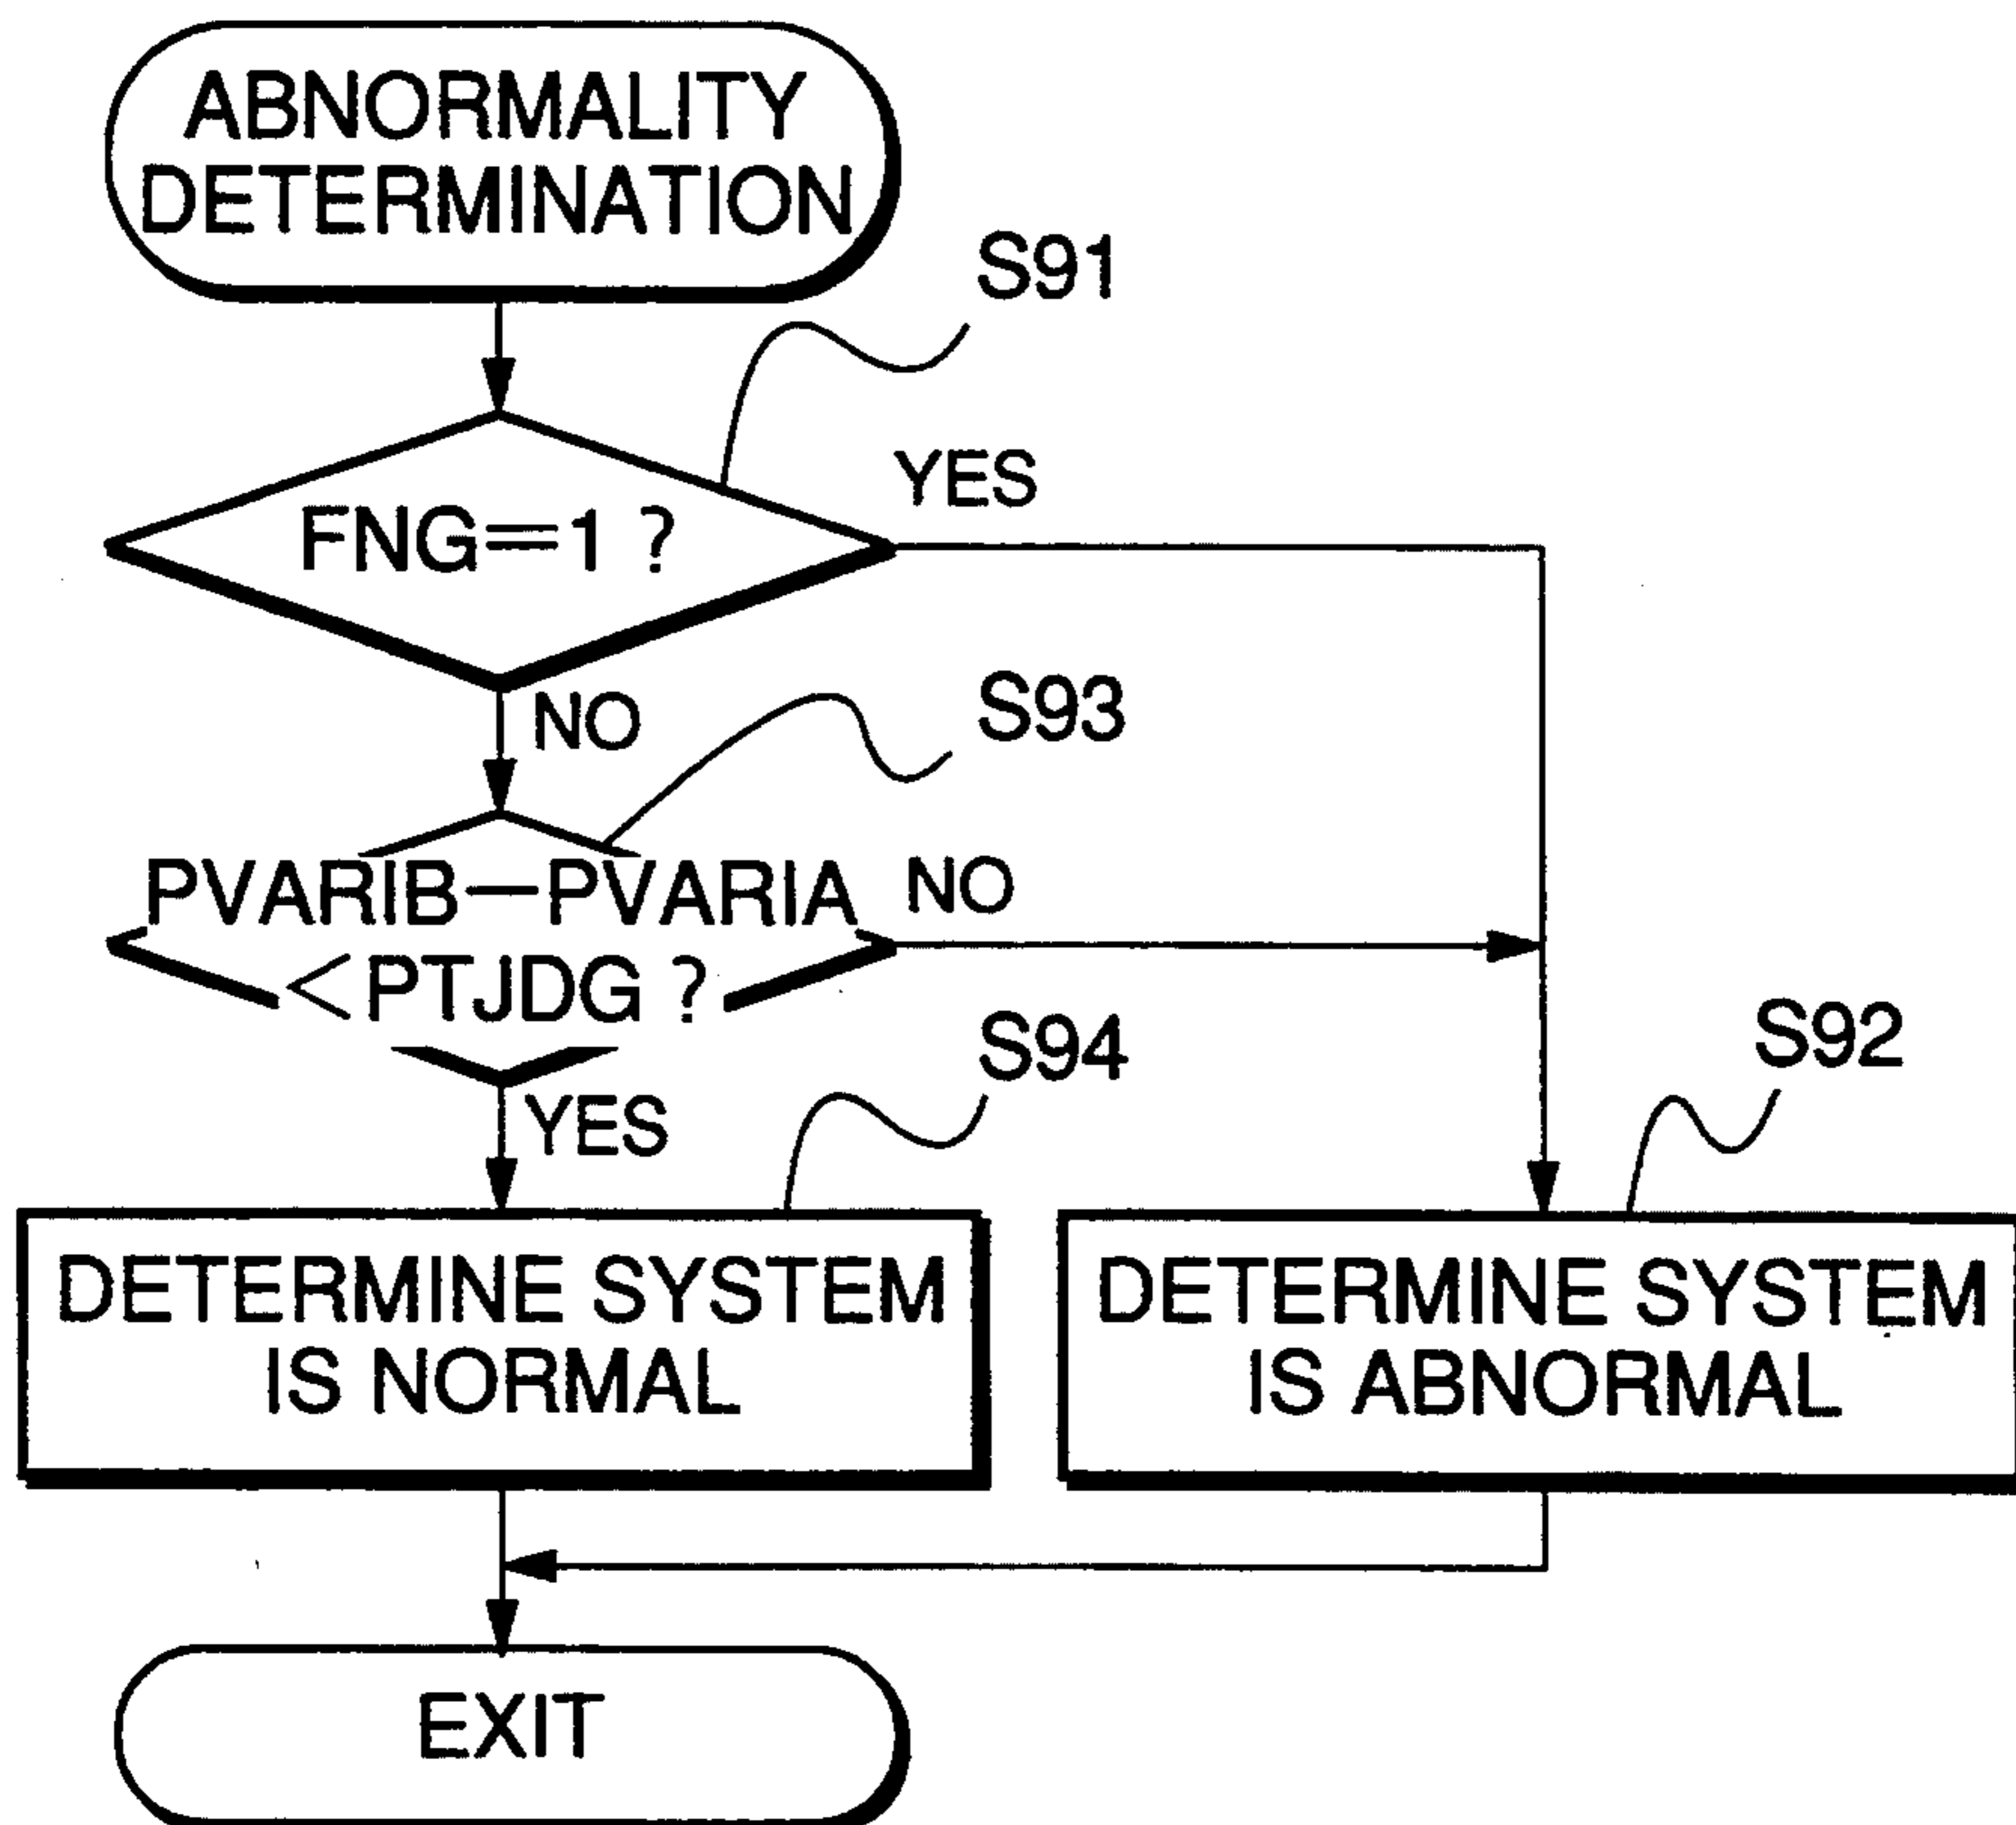 ABNORMALITY
DETERMINATION
S91
YES
FNG=1 ?
NO
S93
PVARIB—PVARIA
NO
<PTJDG ?
S94
S92
YES
DETERMINE SYSTEM
IS NORMAL
DETERMINE SYSTEM
IS ABNORMAL
EXIT